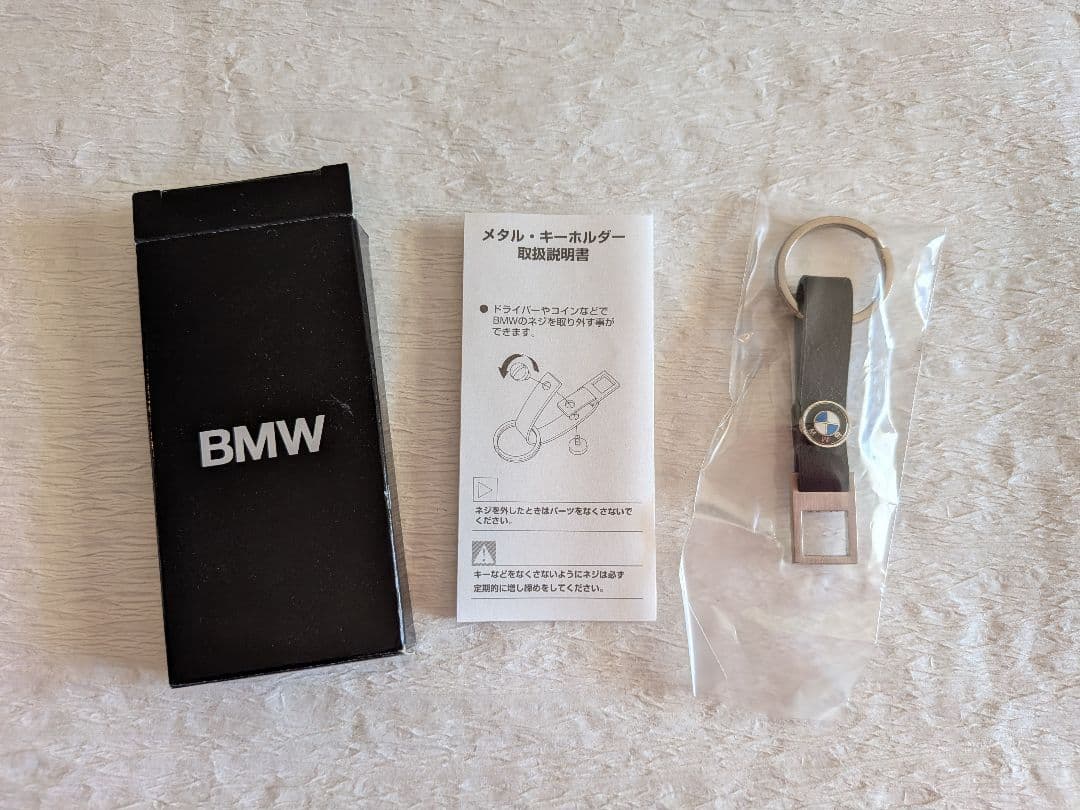 BMW
メタル・キーホルダー
取扱説明書
● ドライバーやコインなどで
BMWのネジを取り外す事が
できます。
ネジを外したときはパーツをなくさないで
ください。
キーなどをなくさないようにネジは必ず
定期的に増し締めをしてください。
BMW